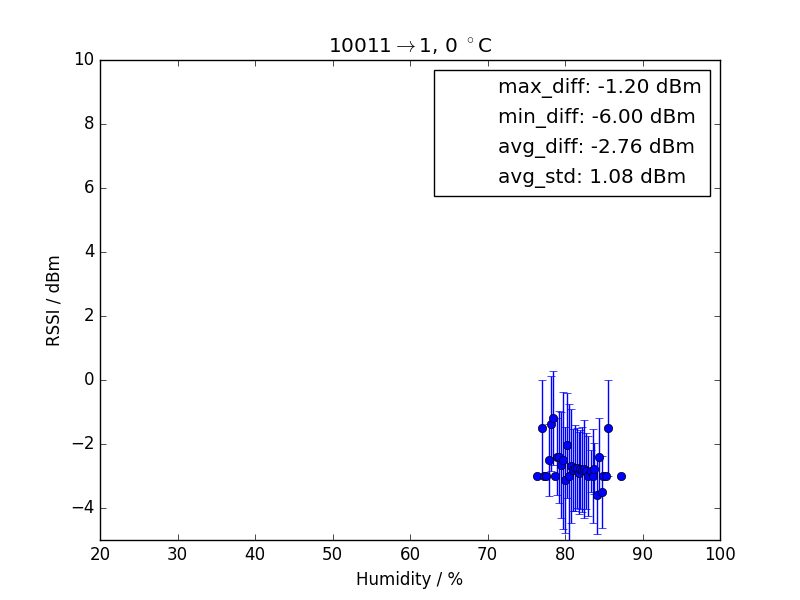 10011→1, 0 °C
max_diff: -1.20 dBm
min_diff: -6.00 dBm
avg_diff: -2.76 dBm
avg_std: 1.08 dBm
RSSI / dBm
10
8
6
4
2
0
−2
−4
20 30 40 50 60 70 80 90 100
Humidity / %